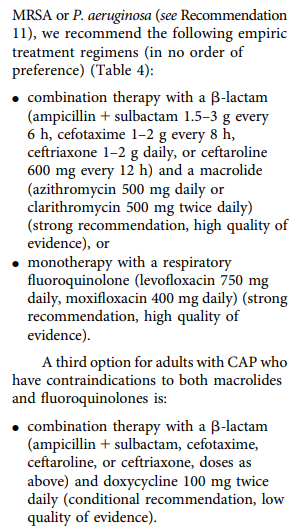 MRSA or P. aeruginosa (see Recommendation
11), we recommend the following empiric
treatment regimens (in no order of
preference) (Table 4):
• combination therapy with a β-lactam
(ampicillin + sulbactam 1.5–3 g every
6 h, cefotaxime 1–2 g every 8 h,
ceftriaxone 1–2 g daily, or ceftaroline
600 mg every 12 h) and a macrolide
(azithromycin 500 mg daily or
clarithromycin 500 mg twice daily)
(strong recommendation, high quality of
evidence), or
• monotherapy with a respiratory
fluoroquinolone (levofloxacin 750 mg
daily, moxifloxacin 400 mg daily) (strong
recommendation, high quality of
evidence).
A third option for adults with CAP who
have contraindications to both macrolides
and fluoroquinolones is:
• combination therapy with a β-lactam
(ampicillin + sulbactam, cefotaxime,
ceftaroline, or ceftriaxone, doses as
above) and doxycycline 100 mg twice
daily (conditional recommendation, low
quality of evidence).